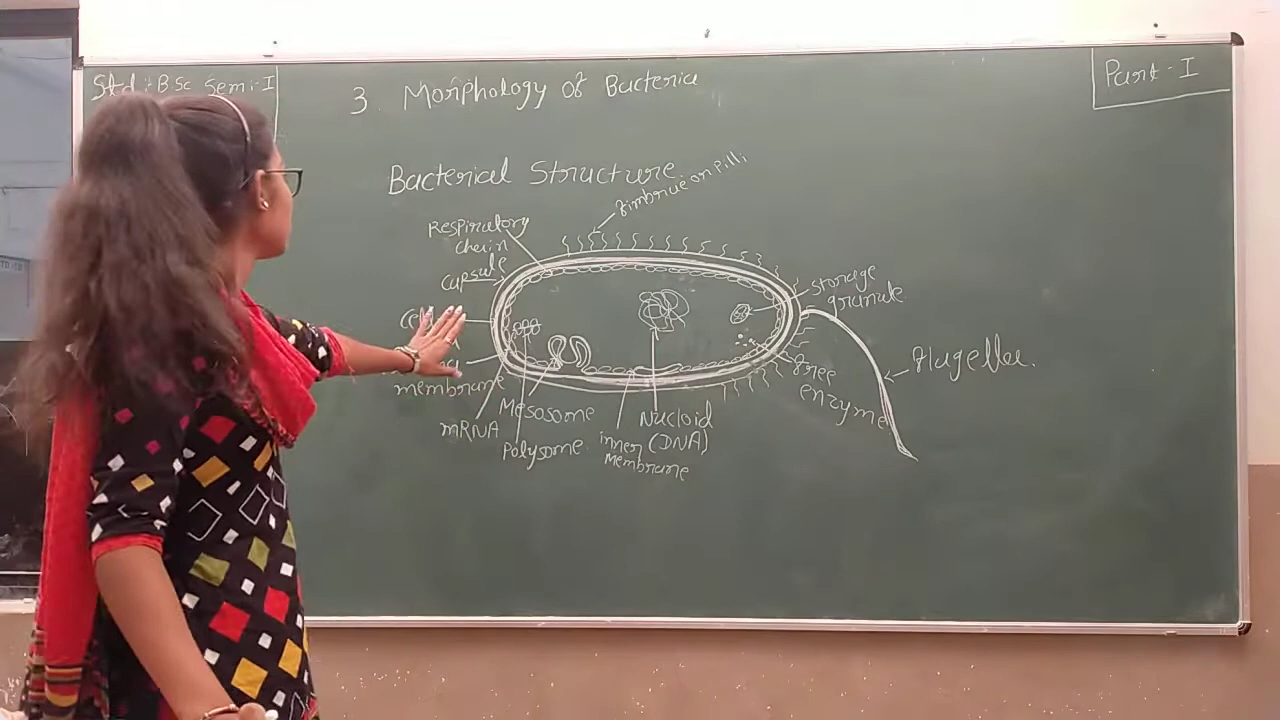 Std : B.Sc Sem:-I
3. Morphology of Bacteria
Part - I
Bacterial Structure.
fimbriae or Pilli
Respiratory
chain
capsule
storage
granule
membrane
free
enzyme
flagella.
mRNA
Mesosome
Polysome
inner
Membrane
Nucloid
(DNA)